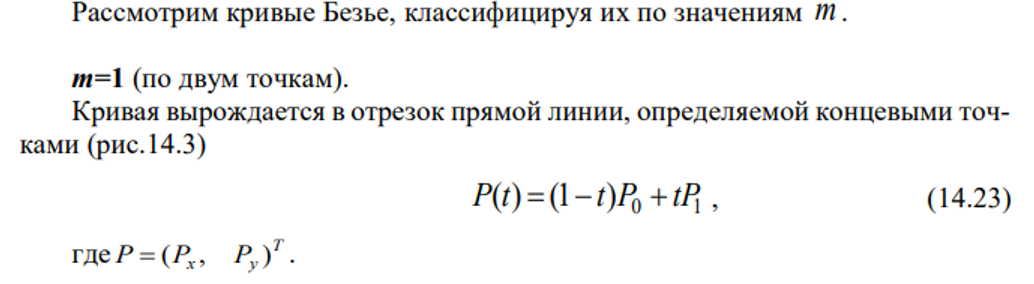 Рассмотрим кривые Безье, классифицируя их по значениям m .
m=1 (по двум точкам).
Кривая вырождается в отрезок прямой линии, определяемой концевыми точ-
ками (рис.14.3)
P(t)=(1−t)P₀+tP₁ , (14.23)
где P = (Pₓ, P_y)ᵀ .